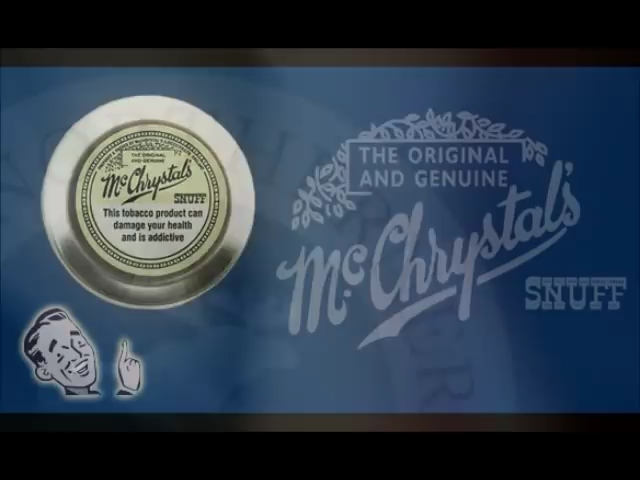 THE ORIGINAL
AND GENUINE
McChrystal's
SNUFF
This tobacco product can
damage your health
and is addictive
THE ORIGINAL
AND GENUINE
McChrystal's
SNUFF